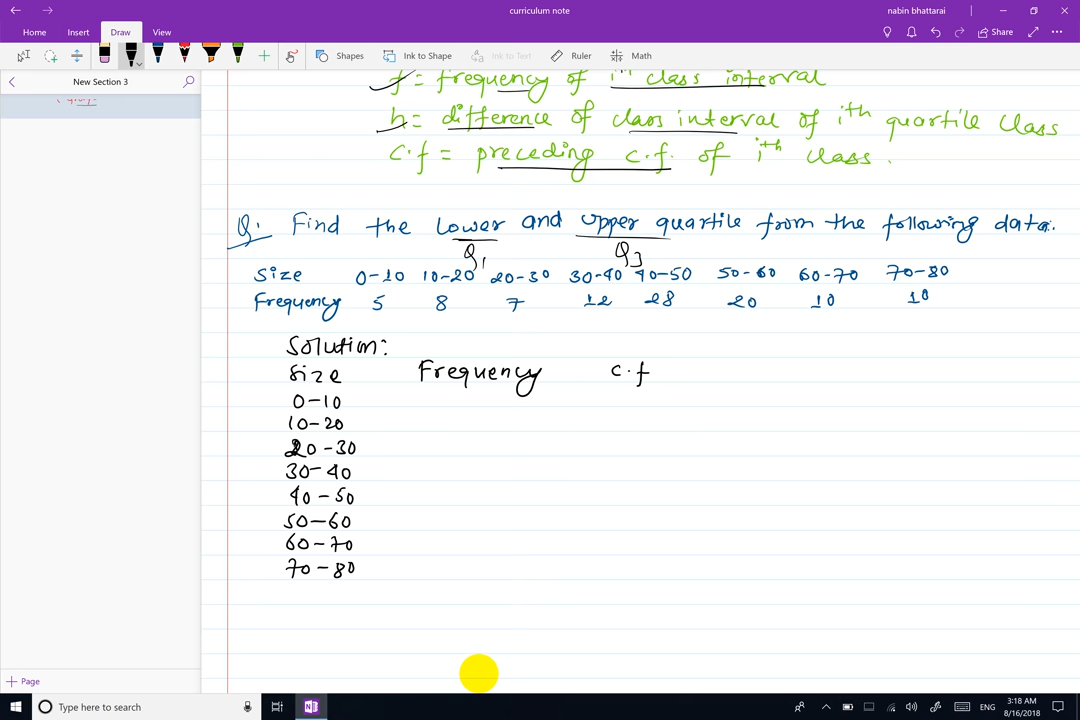 curriculum note
nabin bhattarai
Home Insert Draw View
Share
Shapes Ink to Shape Ink to Text Ruler Math
New Section 3
f = frequency of ith class interval
h = difference of class interval of ith quartile class
c.f = preceding c.f. of ith class.
Q. Find the lower and upper quartile from the following data.
Q1 Q3
Size 0-10 10-20 20-30 30-40 40-50 50-60 60-70 70-80
Frequency 5 8 7 12 28 20 10 10
Solution:
Size Frequency c.f
0-10
10-20
20-30
30-40
40-50
50-60
60-70
70-80
Page
Type here to search
ENG
3:18 AM
8/16/2018